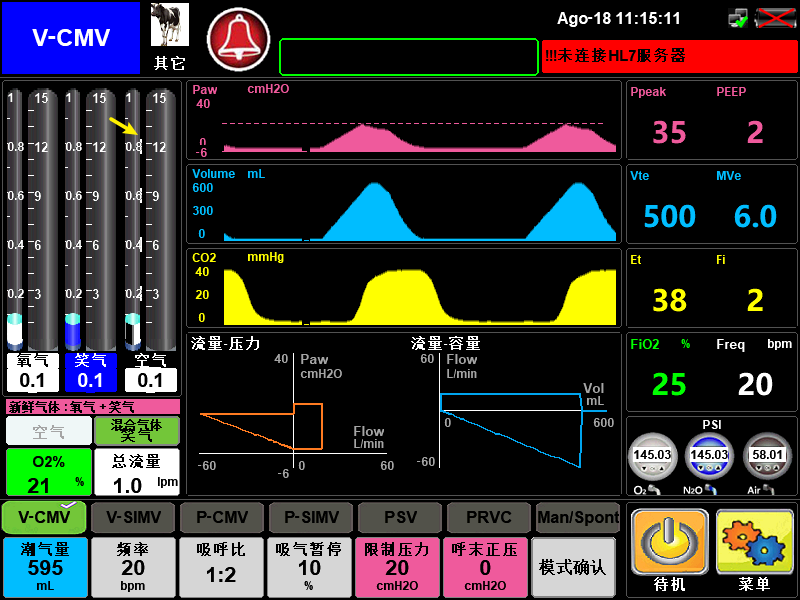 V-CMV
其它
Ago-18 11:15:11
!!!未连接HL7服务器
1 15 1 15 1 15
0.8 12 0.8 12 0.8 12
0.6 9 0.6 9 0.6 9
0.4 6 0.4 6 0.4 6
0.2 3 0.2 3 0.2 3
氧气 笑气 空气
0.1 0.1 0.1
新鲜气体:氧气+笑气
空气
混合气体
笑气
O2% 总流量
21 % 1.0 lpm
Paw cmH2O
40
0
-6
Volume mL
600
300
0
CO2 mmHg
40
20
0
流量-压力
40 Paw
cmH2O
Flow
L/min
-60 0 60
-6
流量-容量
60 Flow
L/min
Vol
mL
0 600
-60
Ppeak PEEP
35 2
Vte MVe
500 6.0
Et Fi
38 2
FiO2 % Freq bpm
25 20
PSI
145.03 145.03 58.01
O2 N2O Air
V-CMV V-SIMV P-CMV P-SIMV PSV PRVC Man/Spont
潮气量 频率 吸呼比 吸气暂停 限制压力 呼末正压 模式确认
595 20 1:2 10 20 0
mL bpm % cmH2O cmH2O
待机 菜单